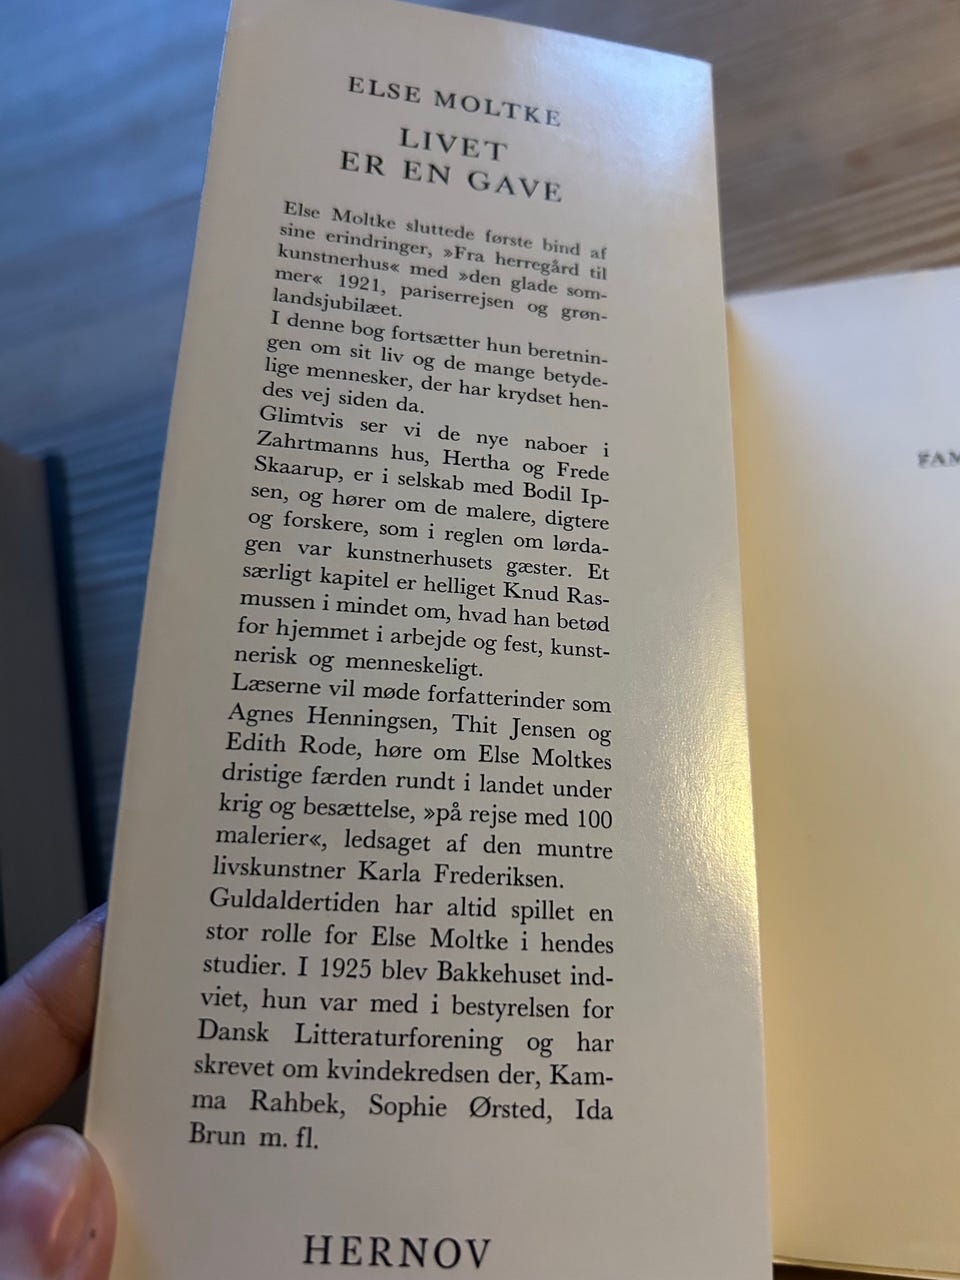 ELSE MOLTKE
LIVET
ER EN GAVE
Else Moltke sluttede første bind af
sine erindringer, »Fra herregård til
kunstnerhus« med »den glade som-
mer« 1921, pariserrejsen og grøn-
landsjubilæet.
I denne bog fortsætter hun beretnin-
gen om sit liv og de mange betyde-
lige mennesker, der har krydset hen-
des vej siden da.
Glimtvis ser vi de nye naboer i
Zahrtmanns hus, Hertha og Frede
Skaarup, er i selskab med Bodil Ip-
sen, og hører om de malere, digtere
og forskere, som i reglen om lørda-
gen var kunstnerhusets gæster. Et
særligt kapitel er helliget Knud Ras-
mussen i mindet om, hvad han betød
for hjemmet i arbejde og fest, kunst-
nerisk og menneskeligt.
Læserne vil møde forfatterinder som
Agnes Henningsen, Thit Jensen og
Edith Rode, høre om Else Moltkes
dristige færden rundt i landet under
krig og besættelse, »på rejse med 100
malerier«, ledsaget af den muntre
livskunstner Karla Frederiksen.
Guldaldertiden har altid spillet en
stor rolle for Else Moltke i hendes
studier. I 1925 blev Bakkehuset ind-
viet, hun var med i bestyrelsen for
Dansk Litteraturforening og har
skrevet om kvindekredsen der, Kam-
ma Rahbek, Sophie Ørsted, Ida
Brun m. fl.
HERNOV